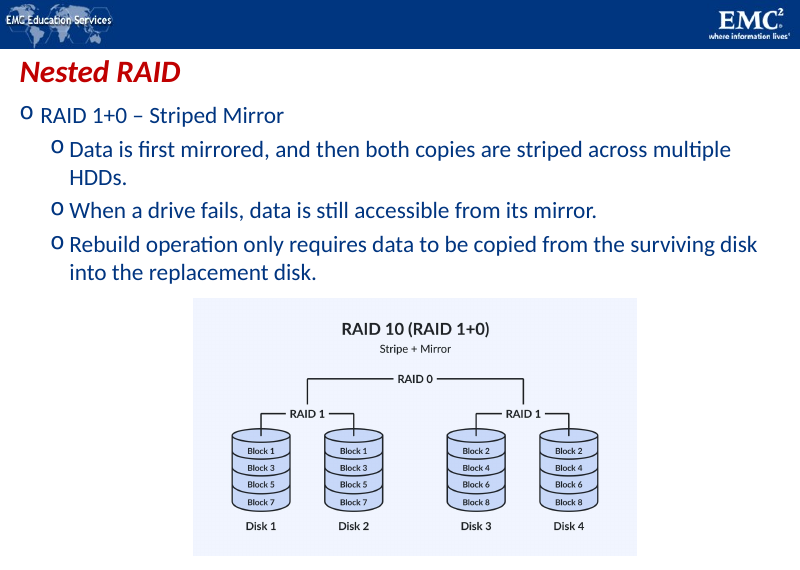 EMC Education Services
EMC²
where information lives®
Nested RAID
o RAID 1+0 – Striped Mirror
o Data is first mirrored, and then both copies are striped across multiple
HDDs.
o When a drive fails, data is still accessible from its mirror.
o Rebuild operation only requires data to be copied from the surviving disk
into the replacement disk.
RAID 10 (RAID 1+0)
Stripe + Mirror
RAID 0
RAID 1 RAID 1
Block 1 Block 1 Block 2 Block 2
Block 3 Block 3 Block 4 Block 4
Block 5 Block 5 Block 6 Block 6
Block 7 Block 7 Block 8 Block 8
Disk 1 Disk 2 Disk 3 Disk 4